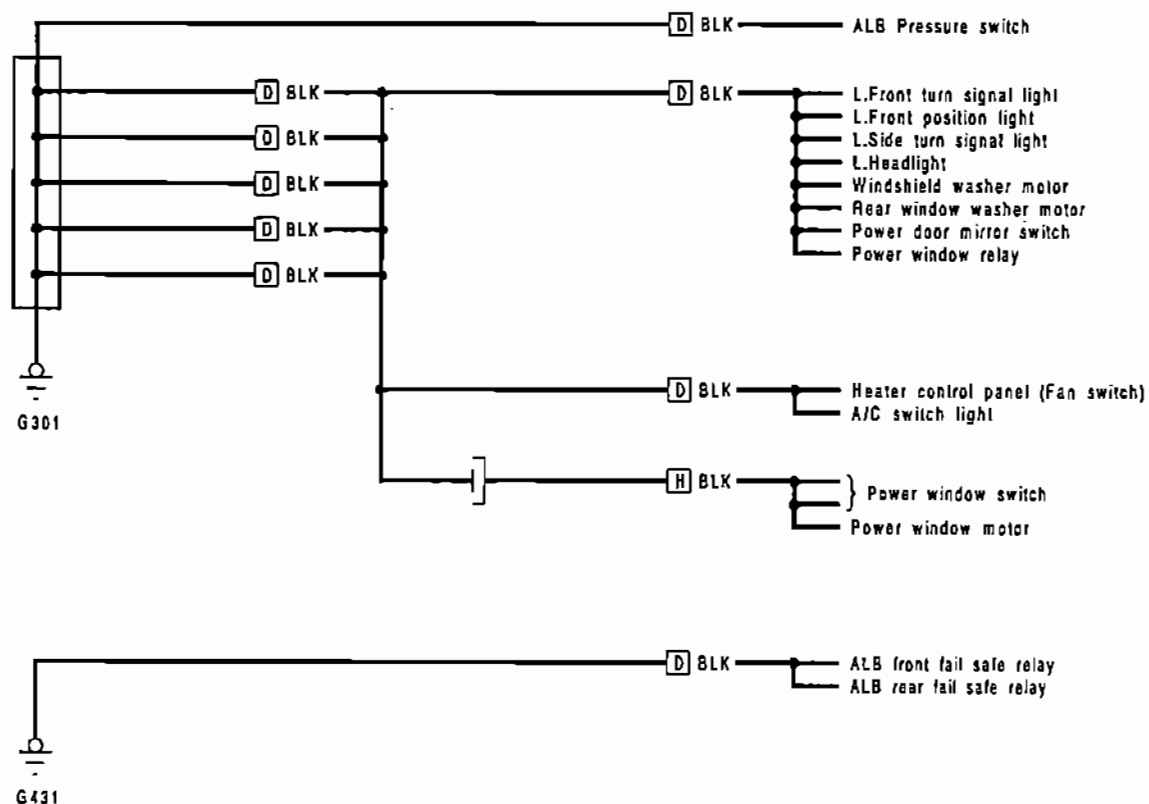 D BLK ALB Pressure switch
D BLK D BLK L.Front turn signal light
L.Front position light
D BLK L.Side turn signal light
L.Headlight
D BLK Windshield washer motor
Rear window washer motor
D BLK Power door mirror switch
Power window relay
D BLK
D BLK Heater control panel (Fan switch)
A/C switch light
G301
H BLK } Power window switch
Power window motor
D BLK ALB front fail safe relay
ALB rear fail safe relay
G431